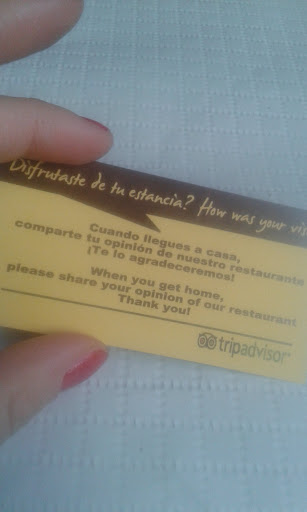 Disfrutaste de tu estancia? How was your
Cuando llegues a casa,
comparte tu opinión de nuestro restaurante
¡Te lo agradeceremos!
When you get home,
please share your opinion of our restaurant
Thank you!
tripadvisor